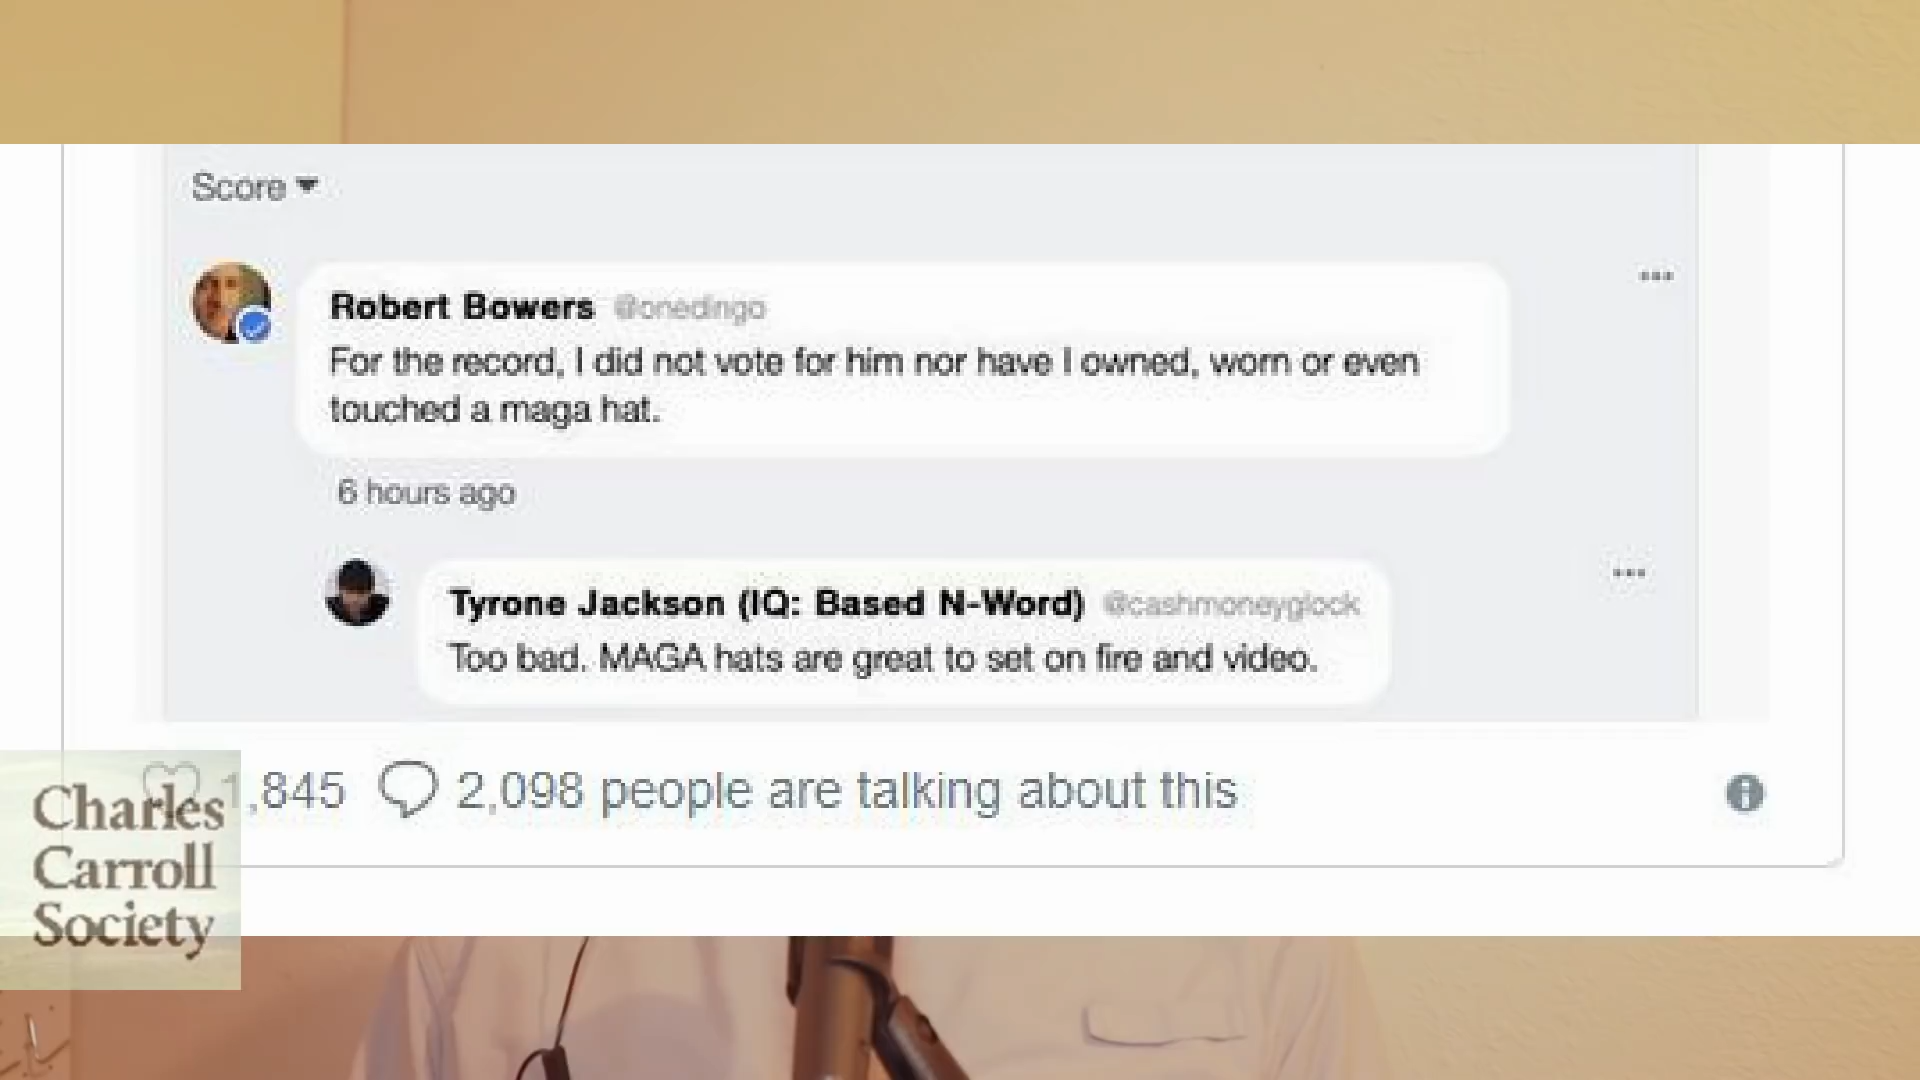 Score
Robert Bowers @onedingo
For the record, I did not vote for him nor have I owned, worn or even
touched a maga hat.
6 hours ago
Tyrone Jackson (IQ: Based N-Word) @cashmoneyglock
Too bad. MAGA hats are great to set on fire and video.
1,845 2,098 people are talking about this
Charles
Carroll
Society